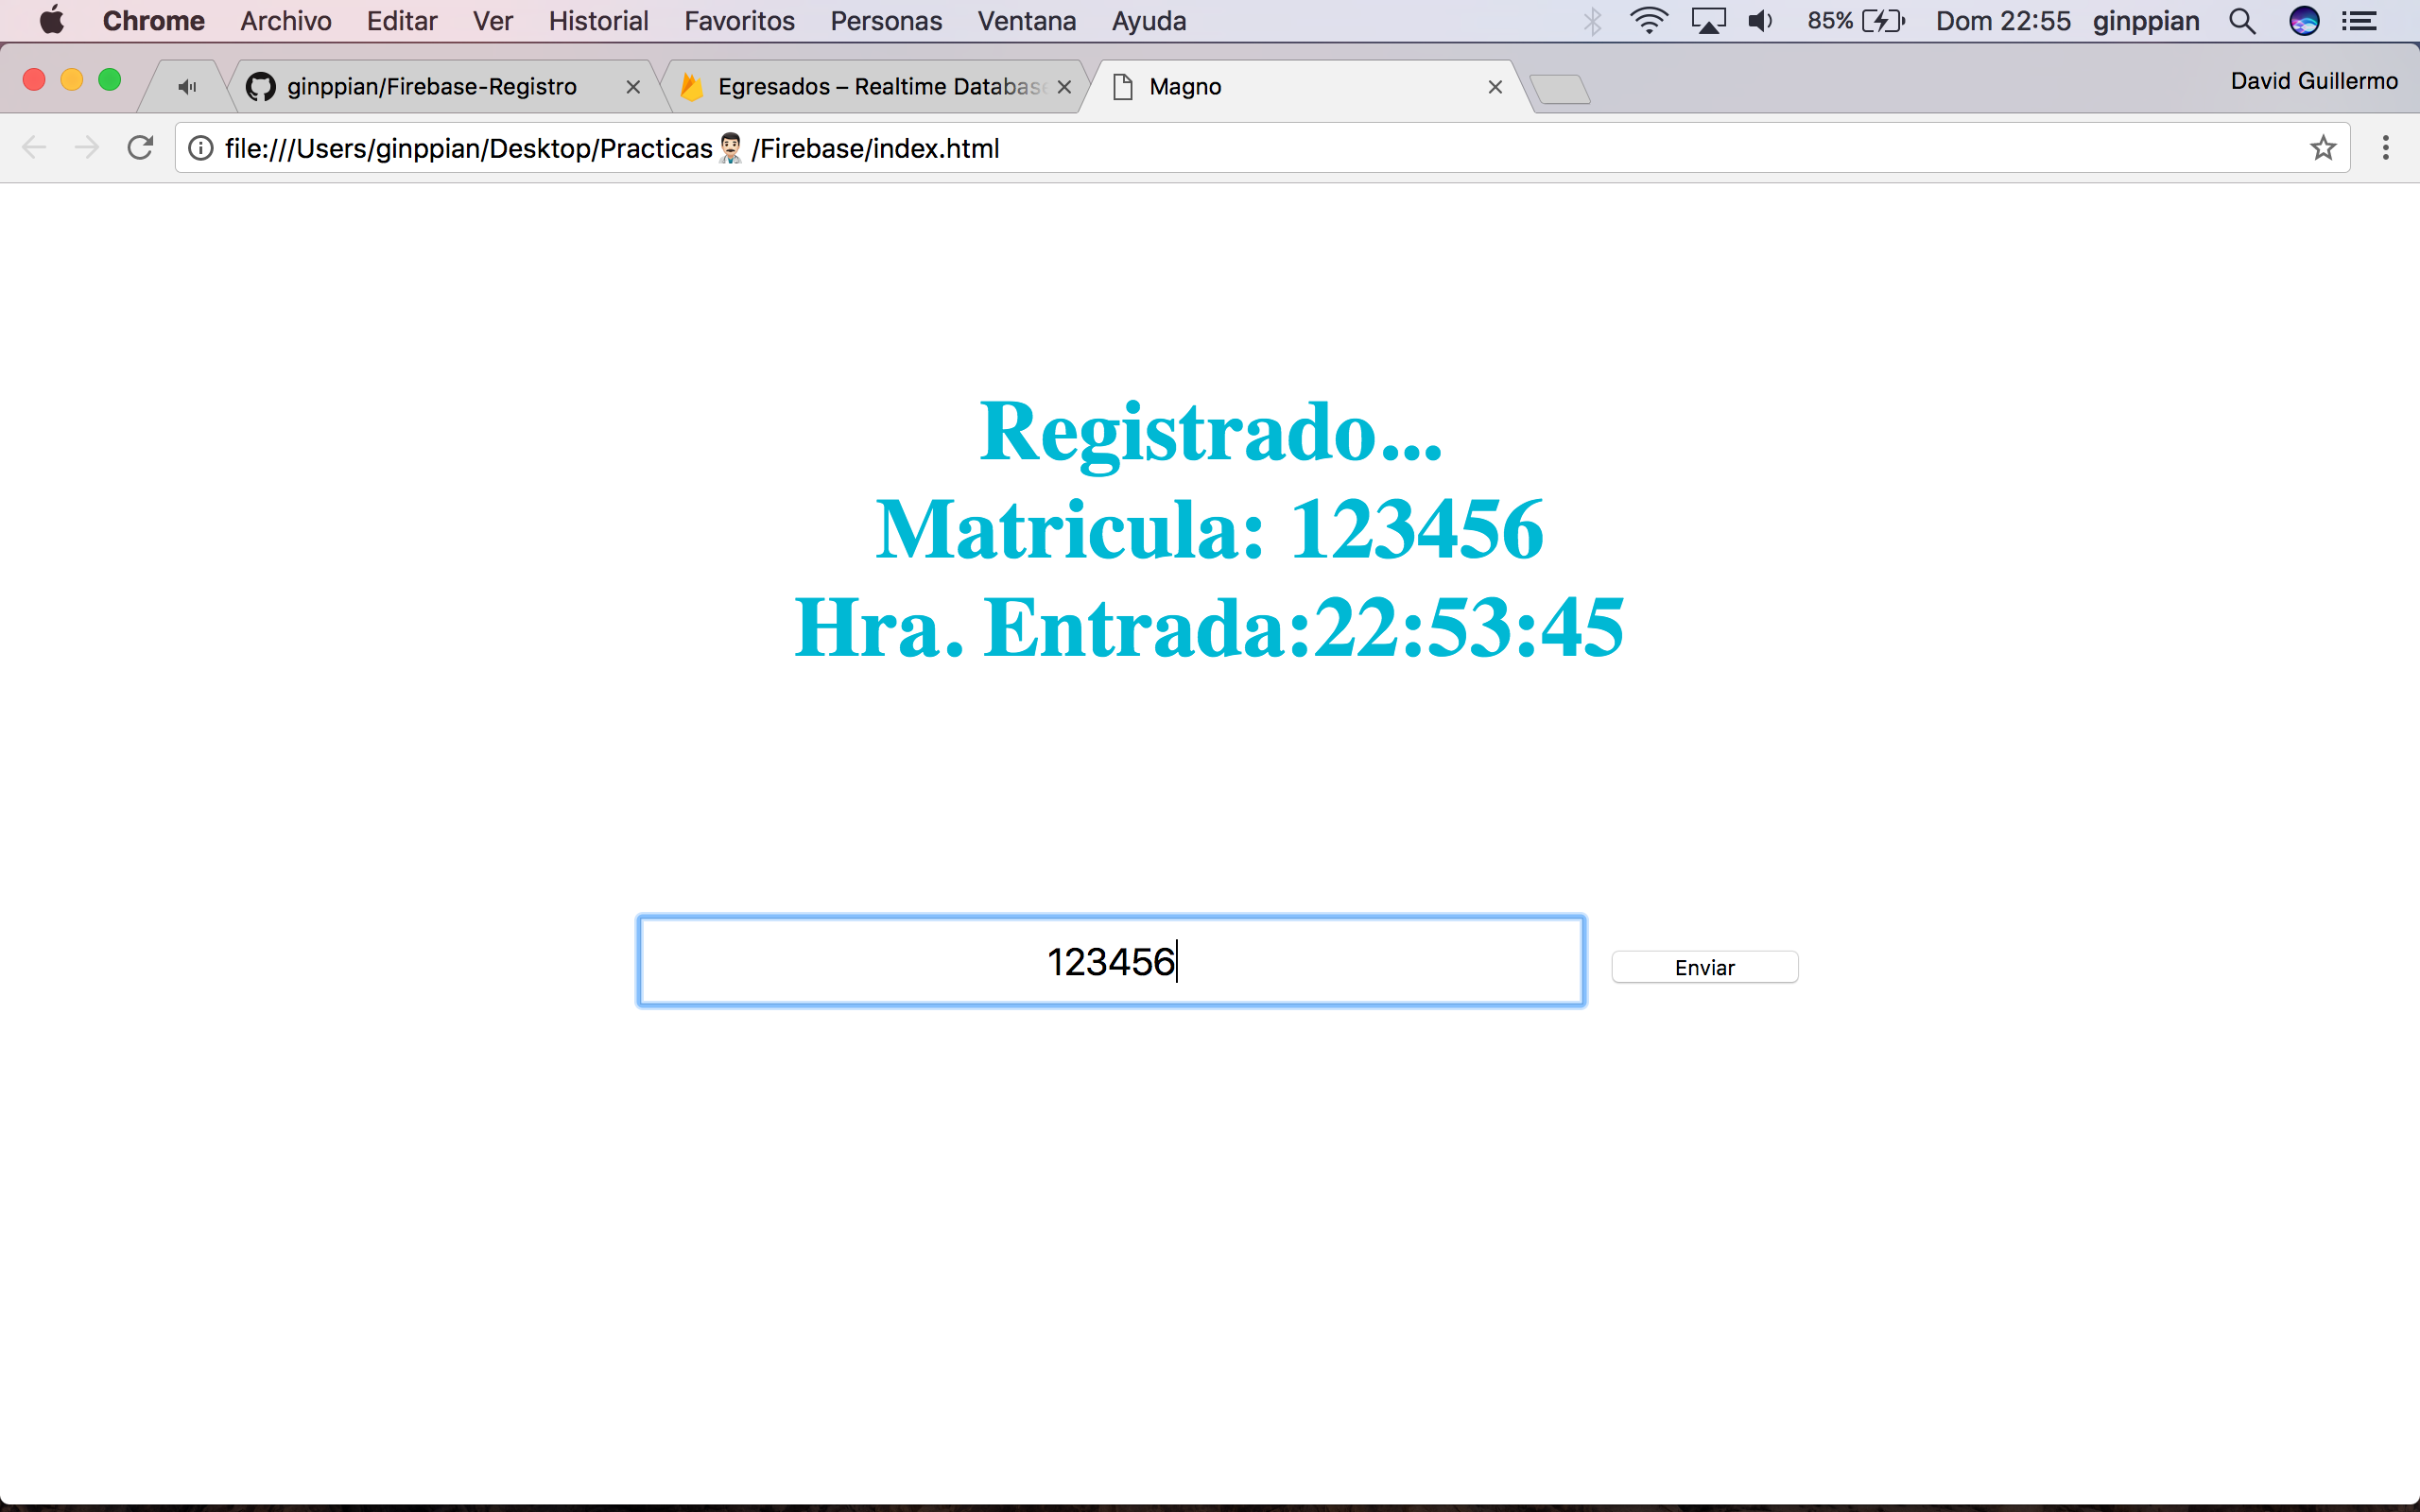 Chrome Archivo Editar Ver Historial Favoritos Personas Ventana Ayuda 85% Dom 22:55 ginppian
ginppian/Firebase-Registro Egresados – Realtime Database Magno David Guillermo
file:///Users/ginppian/Desktop/Practicas👨🏻‍⚕️/Firebase/index.html
Registrado...
Matricula: 123456
Hra. Entrada:22:53:45
123456 Enviar